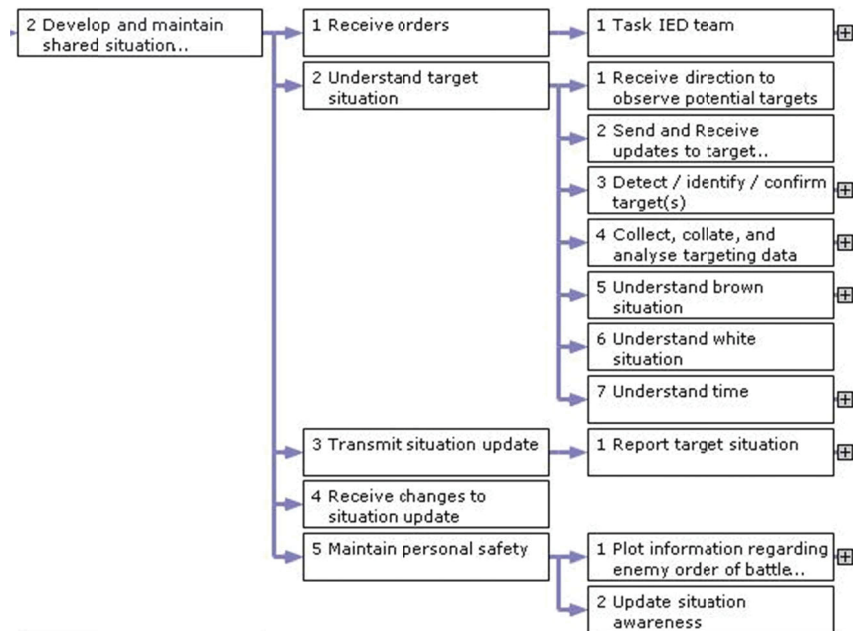 2 Develop and maintain
shared situation...
1 Receive orders
1 Task IED team
2 Understand target
situation
1 Receive direction to
observe potential targets
2 Send and Receive
updates to target..
3 Detect / identify / confirm
target(s)
4 Collect, collate, and
analyse targeting data
5 Understand brown
situation
6 Understand white
situation
7 Understand time
3 Transmit situation update
1 Report target situation
4 Receive changes to
situation update
5 Maintain personal safety
1 Plot information regarding
enemy order of battle...
2 Update situation
awareness